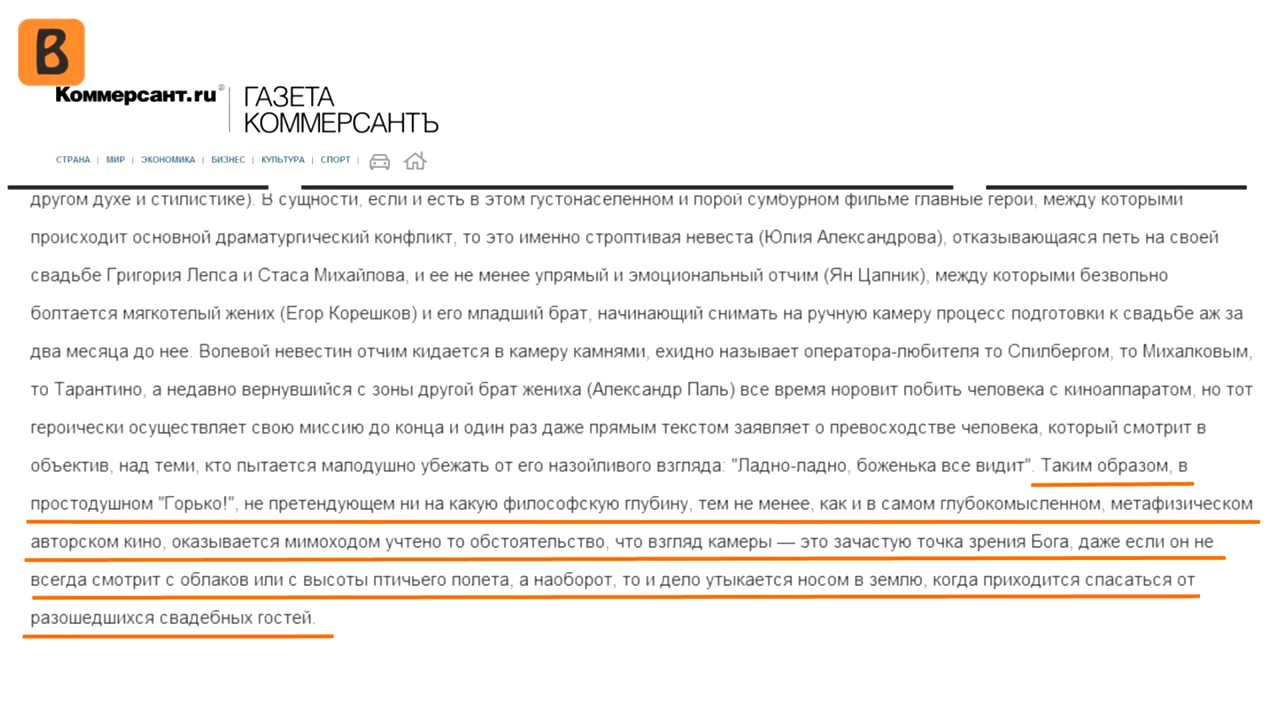 В
Коммерсант.ru®
ГАЗЕТА
КОММЕРСАНТЪ
СТРАНА | МИР | ЭКОНОМИКА | БИЗНЕС | КУЛЬТУРА | СПОРТ |
другом духе и стилистике). В сущности, если и есть в этом густонаселенном и порой сумбурном фильме главные герои, между которыми
происходит основной драматургический конфликт, то это именно строптивая невеста (Юлия Александрова), отказывающаяся петь на своей
свадьбе Григория Лепса и Стаса Михайлова, и ее не менее упрямый и эмоциональный отчим (Ян Цапник), между которыми безвольно
болтается мягкотелый жених (Егор Корешков) и его младший брат, начинающий снимать на ручную камеру процесс подготовки к свадьбе аж за
два месяца до нее. Волевой невестин отчим кидается в камеру камнями, ехидно называет оператора-любителя то Спилбергом, то Михалковым,
то Тарантино, а недавно вернувшийся с зоны другой брат жениха (Александр Паль) все время норовит побить человека с киноаппаратом, но тот
героически осуществляет свою миссию до конца и один раз даже прямым текстом заявляет о превосходстве человека, который смотрит в
объектив, над теми, кто пытается малодушно убежать от его назойливого взгляда: "Ладно-ладно, боженька все видит". Таким образом, в
простодушном "Горько!", не претендующем ни на какую философскую глубину, тем не менее, как и в самом глубокомысленном, метафизическом
авторском кино, оказывается мимоходом учтено то обстоятельство, что взгляд камеры — это зачастую точка зрения Бога, даже если он не
всегда смотрит с облаков или с высоты птичьего полета, а наоборот, то и дело утыкается носом в землю, когда приходится спасаться от
разошедшихся свадебных гостей.